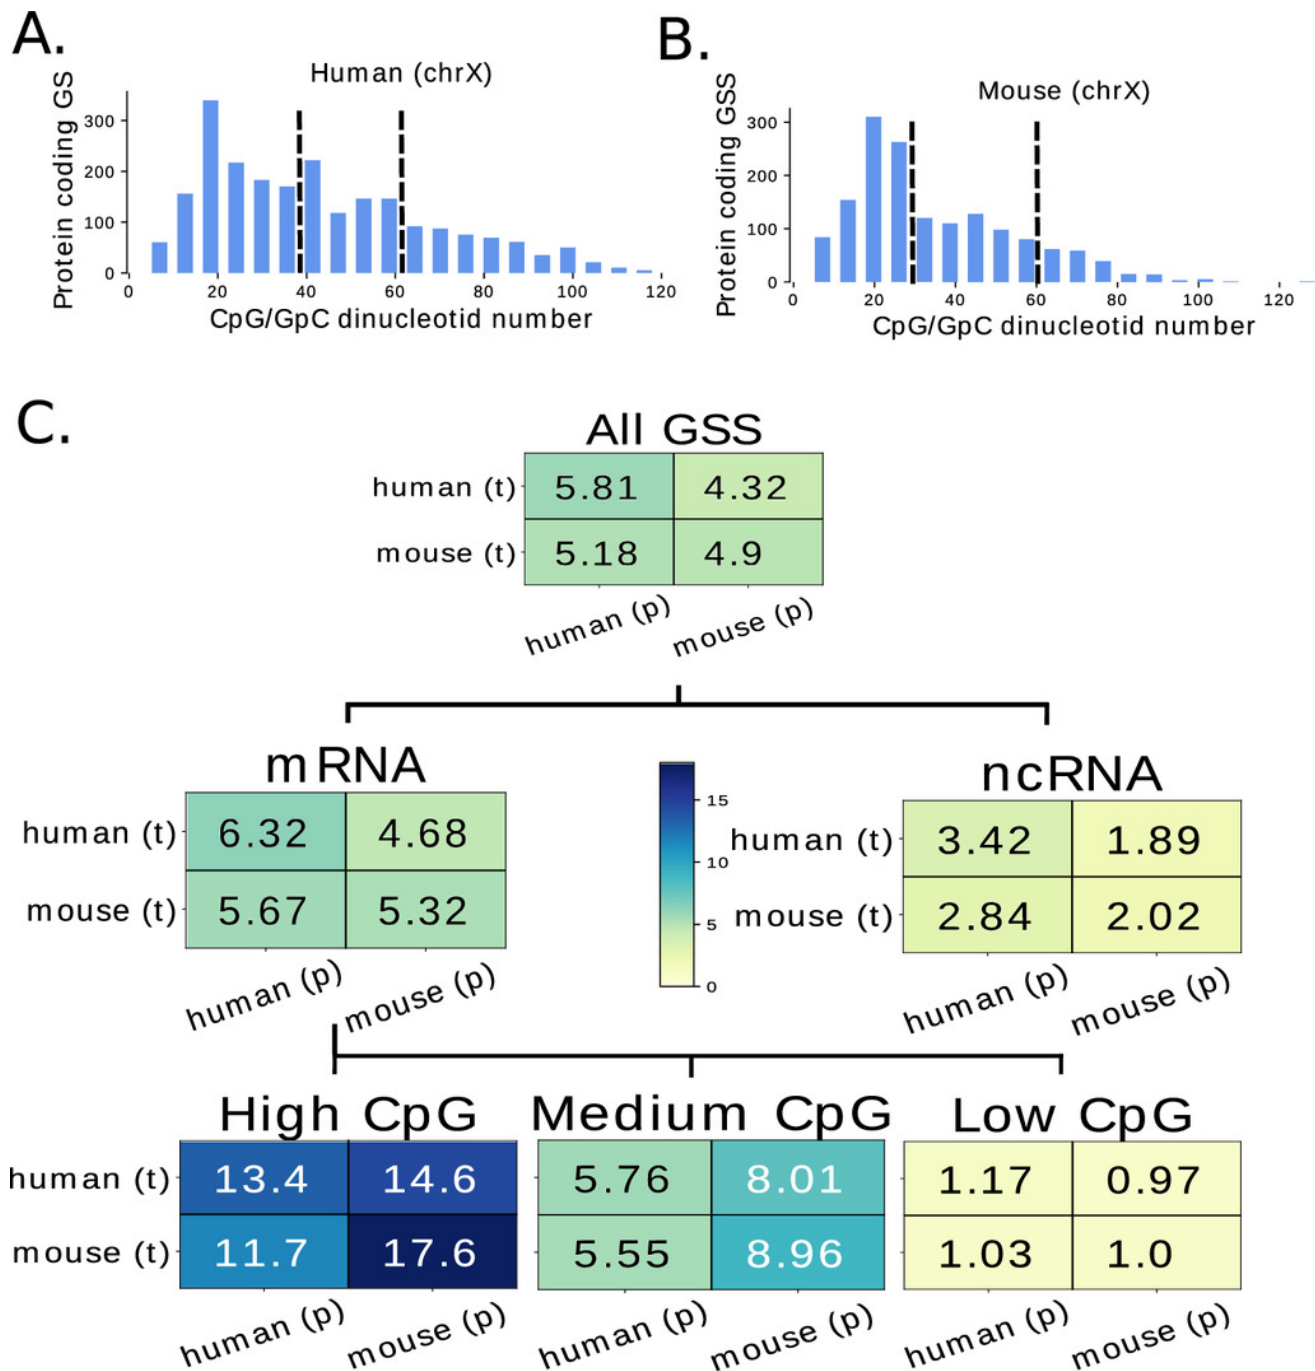 A.
Human (chrX)
Protein coding GS
300
200
100
0
0 20 40 60 80 100 120
CpG/GpC dinucleotid number
B.
Mouse (chrX)
Protein coding GSS
300
200
100
0
0 20 40 60 80 100 120
CpG/GpC dinucleotid number
C.
All GSS
human (t) 5.81 4.32
mouse (t) 5.18 4.9
human (p) mouse (p)
mRNA
human (t) 6.32 4.68
mouse (t) 5.67 5.32
human (p) mouse (p)
15
10
5
0
ncRNA
human (t) 3.42 1.89
mouse (t) 2.84 2.02
human (p) mouse (p)
High CpG
human (t) 13.4 14.6
mouse (t) 11.7 17.6
human (p) mouse (p)
Medium CpG
5.76 8.01
5.55 8.96
human (p) mouse (p)
Low CpG
1.17 0.97
1.03 1.0
human (p) mouse (p)